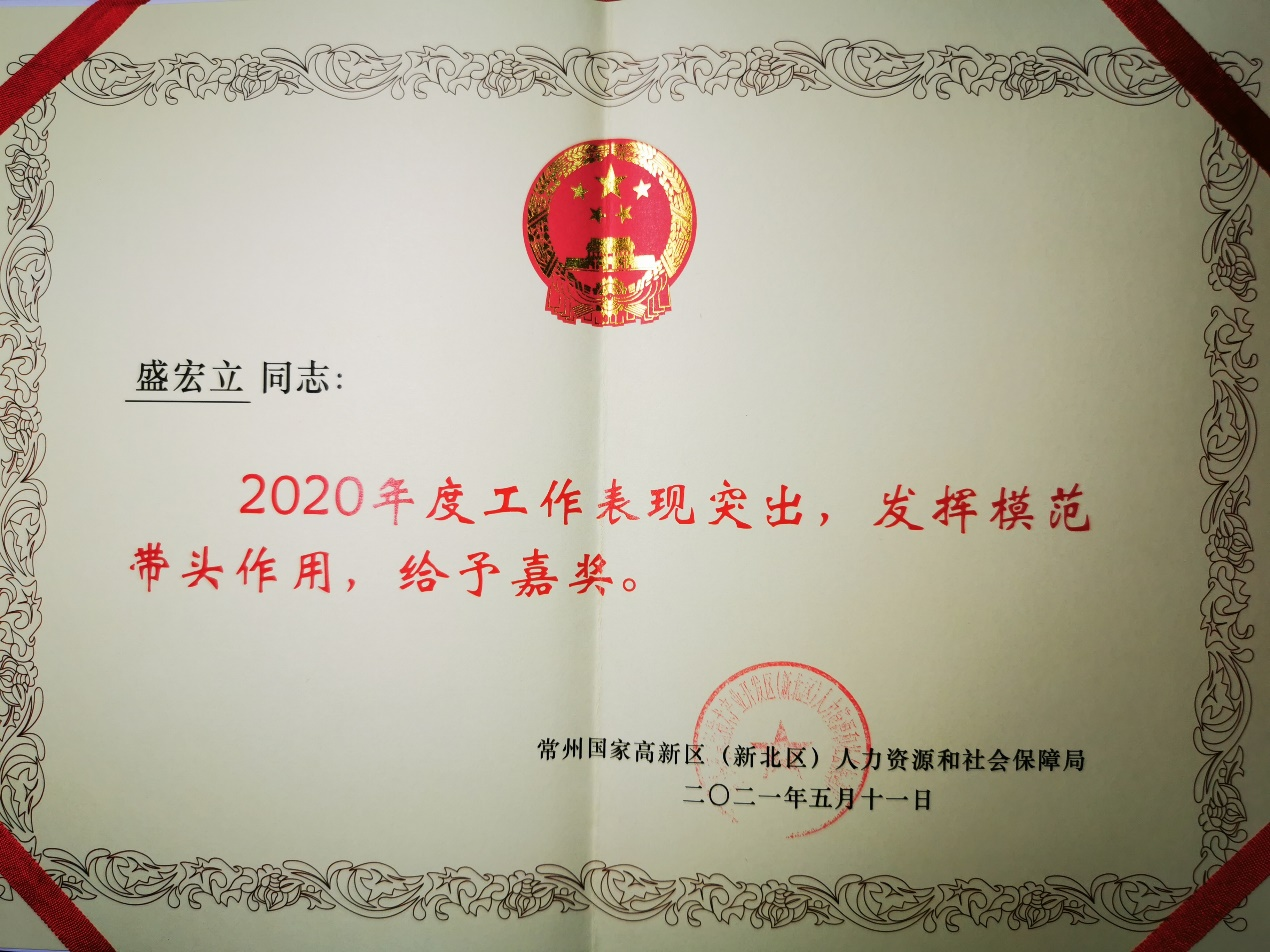 盛宏立 同志：
2020年度工作表现突出，发挥模范
带头作用，给予嘉奖。
常州国家高新区（新北区）人力资源和社会保障局
二〇二一年五月十一日